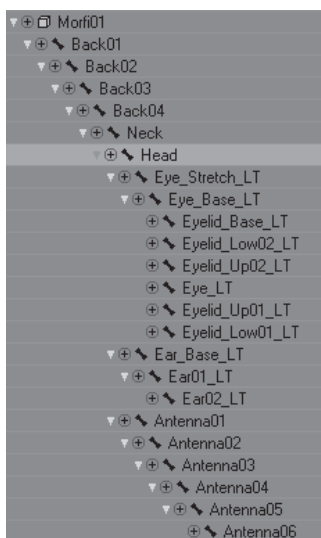 Morfi01
Back01
Back02
Back03
Back04
Neck
Head
Eye_Stretch_LT
Eye_Base_LT
Eyelid_Base_LT
Eyelid_Low02_LT
Eyelid_Up02_LT
Eye_LT
Eyelid_Up01_LT
Eyelid_Low01_LT
Ear_Base_LT
Ear01_LT
Ear02_LT
Antenna01
Antenna02
Antenna03
Antenna04
Antenna05
Antenna06